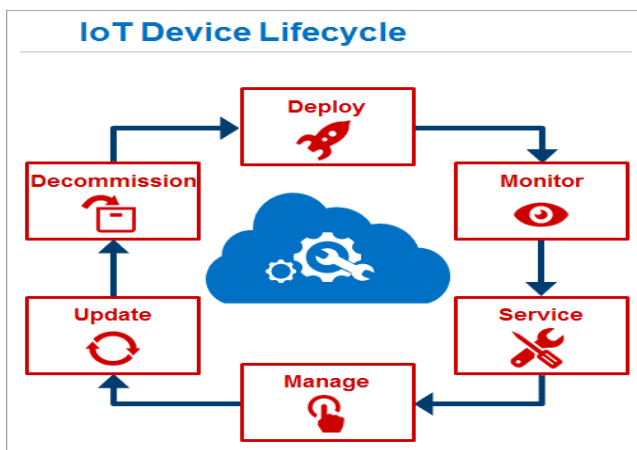 IoT Device Lifecycle
Deploy
Decommission
Monitor
Update
Service
Manage